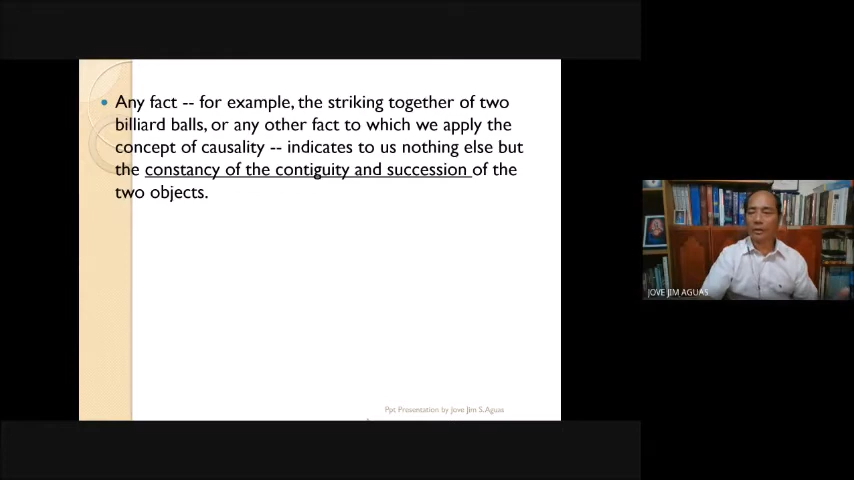 Any fact -- for example, the striking together of two
billiard balls, or any other fact to which we apply the
concept of causality -- indicates to us nothing else but
the constancy of the contiguity and succession of the
two objects.
Ppt Presentation by Jove Jim S.Aguas
JOVE JIM AGUAS